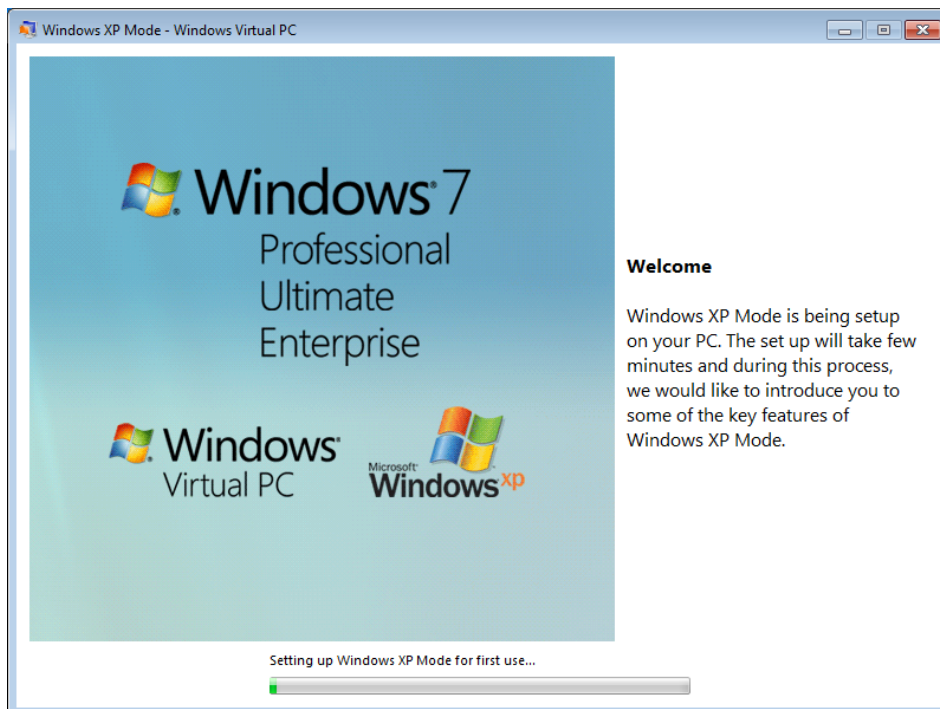 Windows XP Mode - Windows Virtual PC
Windows® 7
Professional
Ultimate
Enterprise
Windows®
Virtual PC
Microsoft®
Windows xp
Welcome
Windows XP Mode is being setup
on your PC. The set up will take few
minutes and during this process,
we would like to introduce you to
some of the key features of
Windows XP Mode.
Setting up Windows XP Mode for first use...